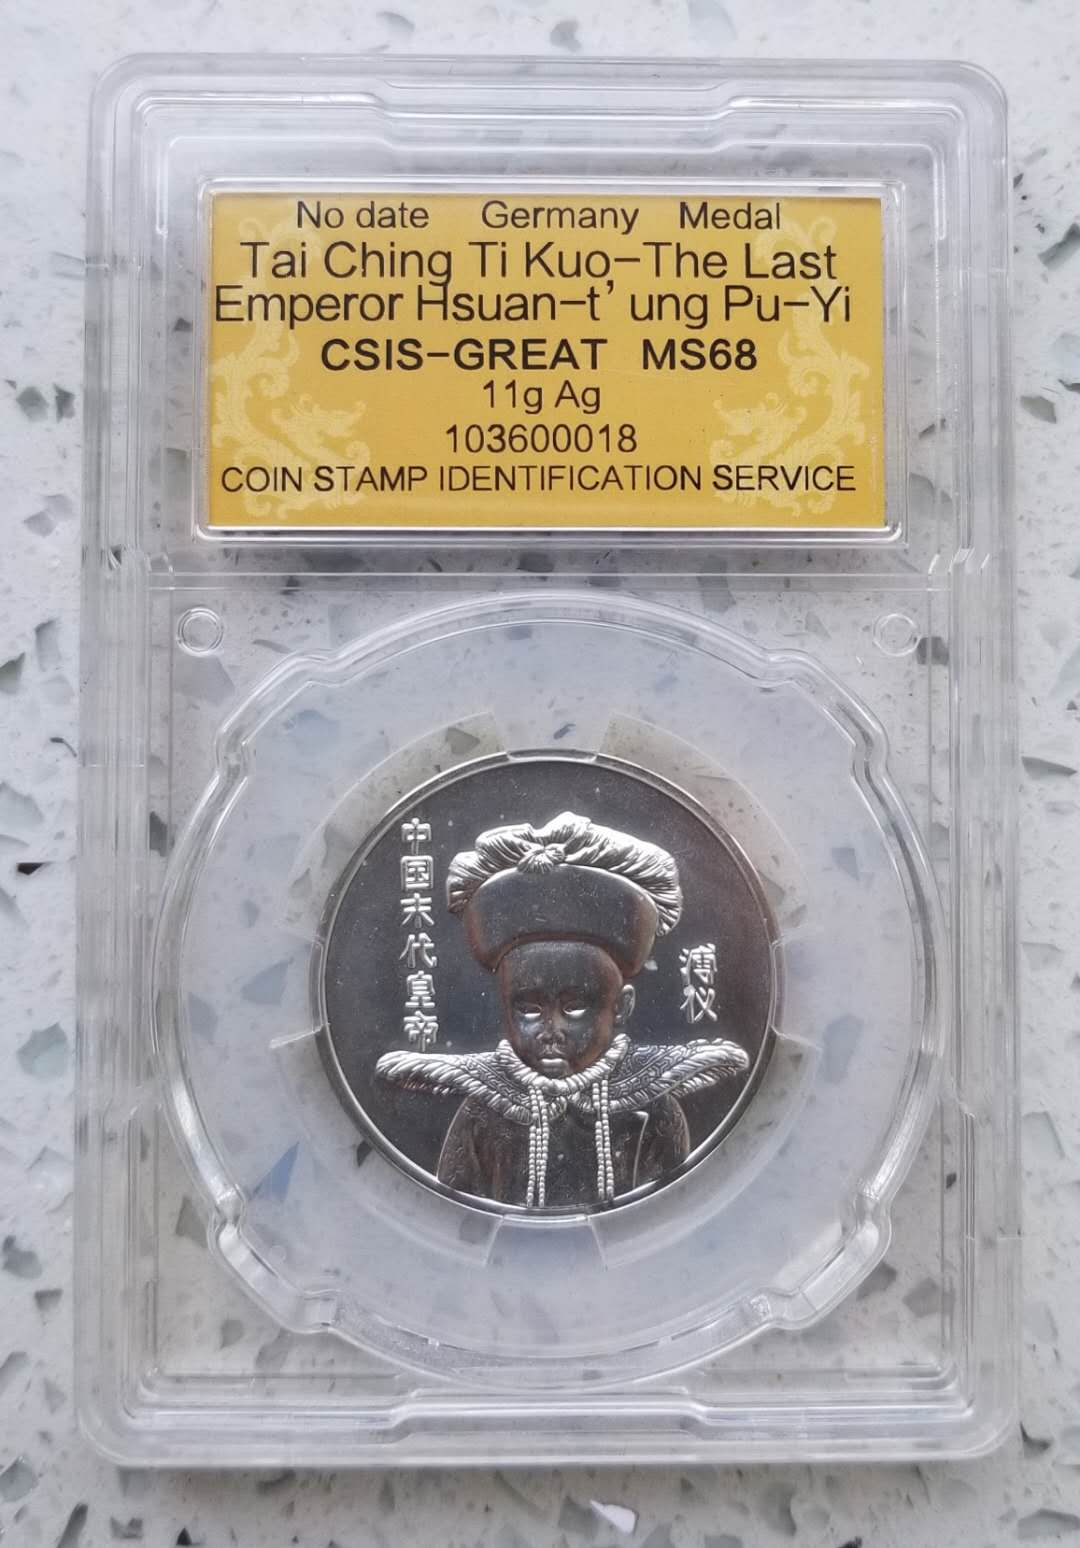 No date Germany Medal
Tai Ching Ti Kuo-The Last
Emperor Hsuan-t' ung Pu-Yi
CSIS-GREAT MS68
11g Ag
103600018
COIN STAMP IDENTIFICATION SERVICE
中国末代皇帝
溥仪